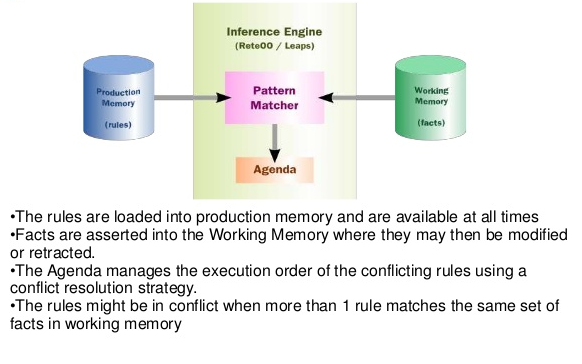 Inference Engine
(ReteOO / Leaps)
Production
Memory
(rules)
Pattern
Matcher
Working
Memory
(facts)
Agenda
•The rules are loaded into production memory and are available at all times
•Facts are asserted into the Working Memory where they may then be modified
or retracted.
•The Agenda manages the execution order of the conflicting rules using a
conflict resolution strategy.
•The rules might be in conflict when more than 1 rule matches the same set of
facts in working memory